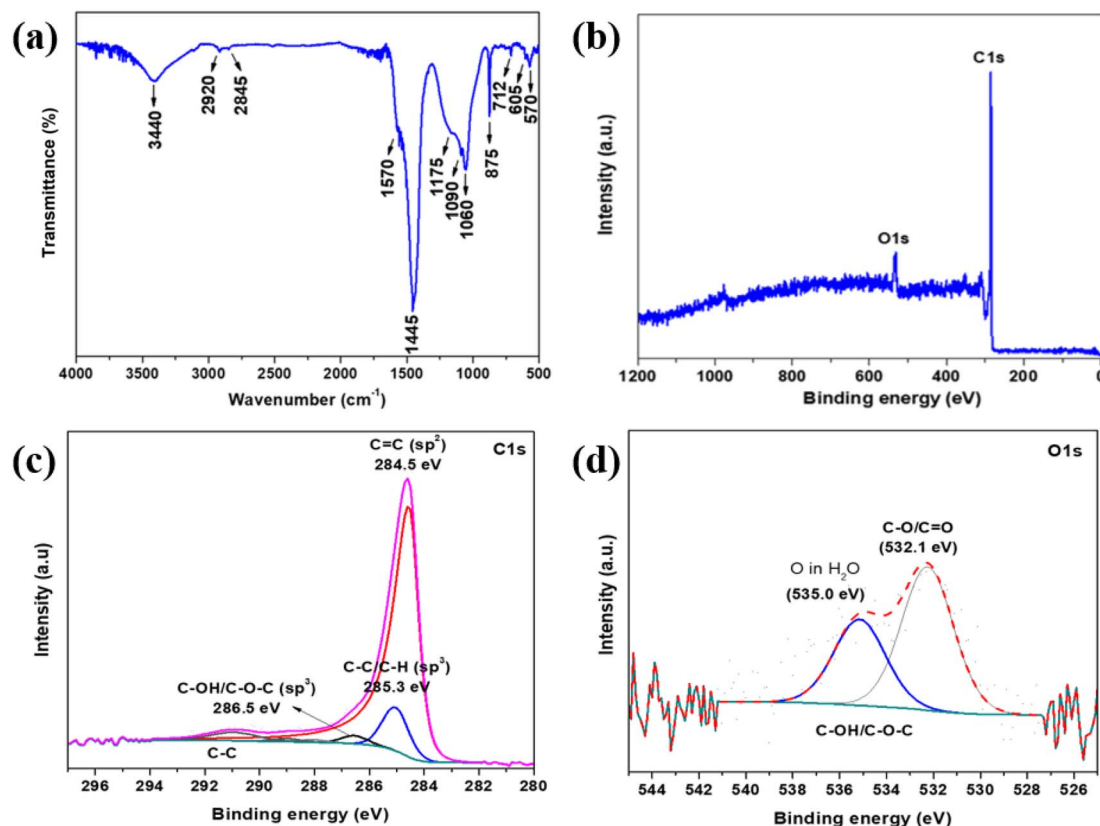 (a)
Transmittance (%)
3440
2920
2845
1570
1445
1175
1090
1060
875
712
605
570
4000 3500 3000 2500 2000 1500 1000 500
Wavenumber (cm⁻¹)
(b)
Intensity (a.u.)
C1s
O1s
1200 1000 800 600 400 200 0
Binding energy (eV)
(c)
Intensity (a.u)
C=C (sp²)
284.5 eV
C1s
C-C/C-H (sp³)
285.3 eV
C-OH/C-O-C (sp³)
286.5 eV
C-C
296 294 292 290 288 286 284 282 280
Binding energy (eV)
(d)
Intensity (a.u.)
O1s
C-O/C=O
(532.1 eV)
O in H₂O
(535.0 eV)
C-OH/C-O-C
544 542 540 538 536 534 532 530 528 526
Binding energy (eV)